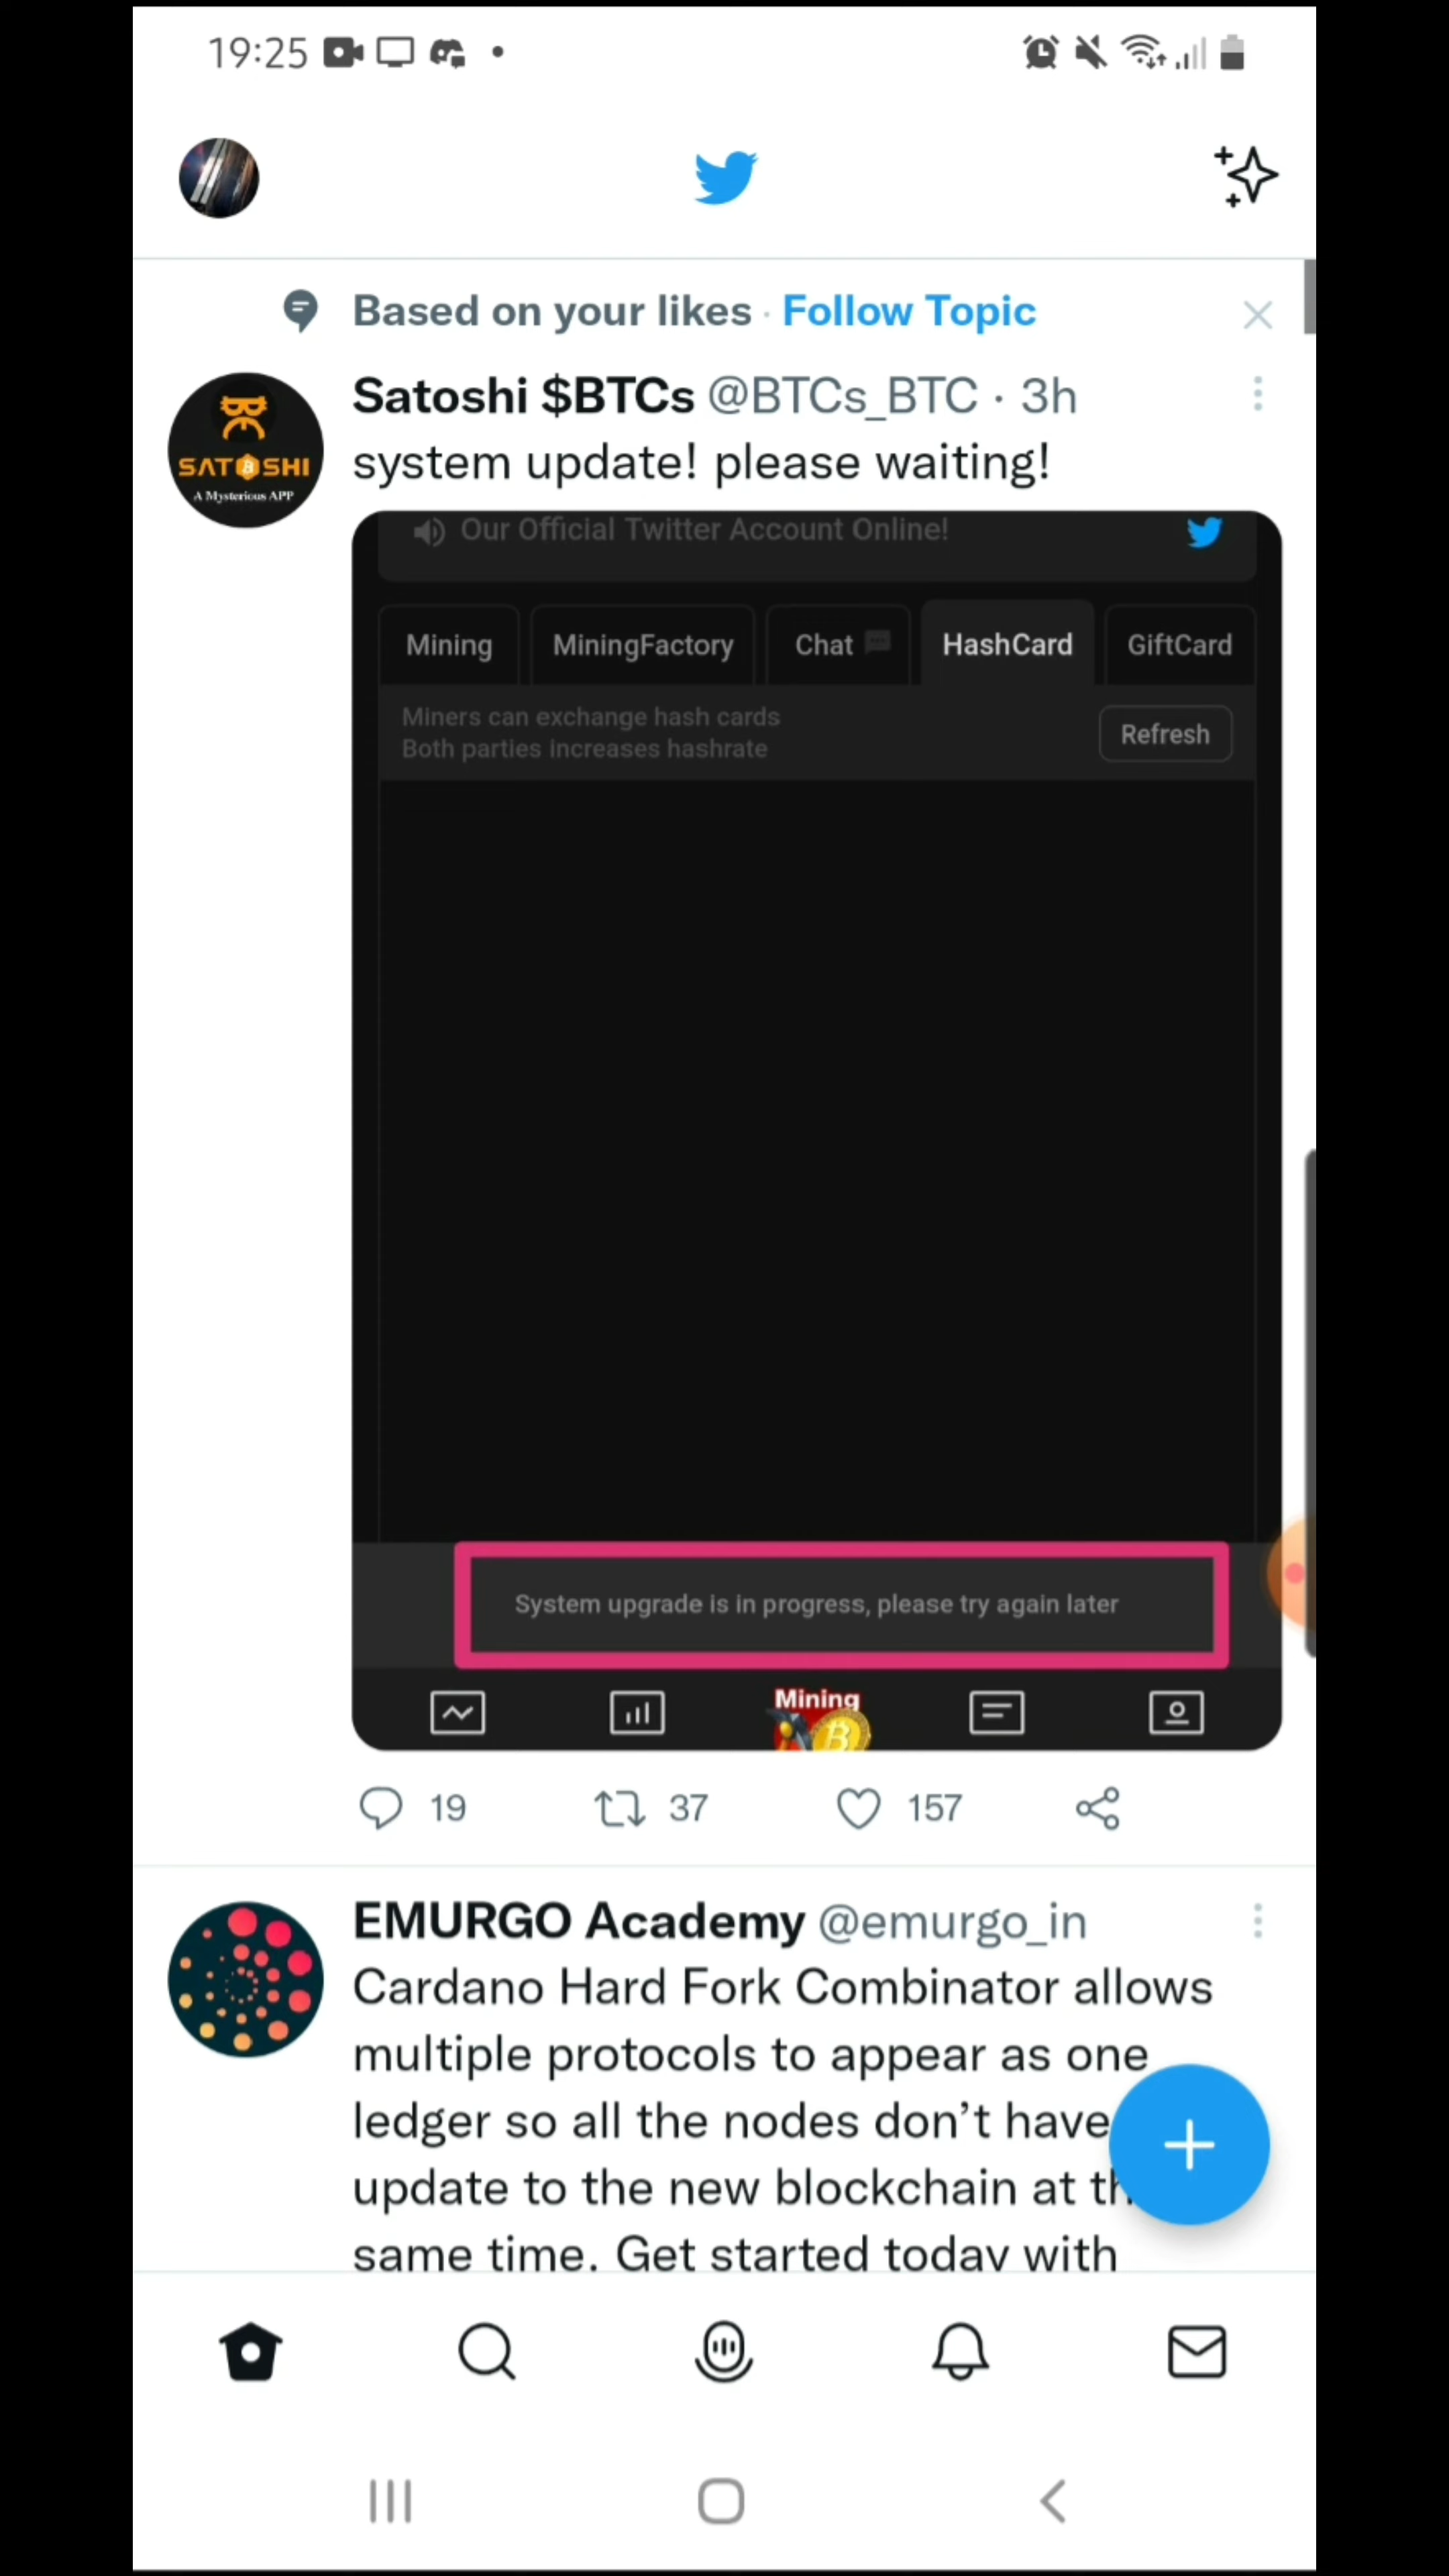 19:25
Based on your likes · Follow Topic
Satoshi $BTCs @BTCs_BTC · 3h
SATOSHI
A Mysterious APP
system update! please waiting!
Our Official Twitter Account Online!
Mining MiningFactory Chat HashCard GiftCard
Miners can exchange hash cards
Both parties increases hashrate
Refresh
System upgrade is in progress, please try again later
Mining
19 37 157
EMURGO Academy @emurgo_in
Cardano Hard Fork Combinator allows
multiple protocols to appear as one
ledger so all the nodes don’t have
update to the new blockchain at
same time. Get started today with